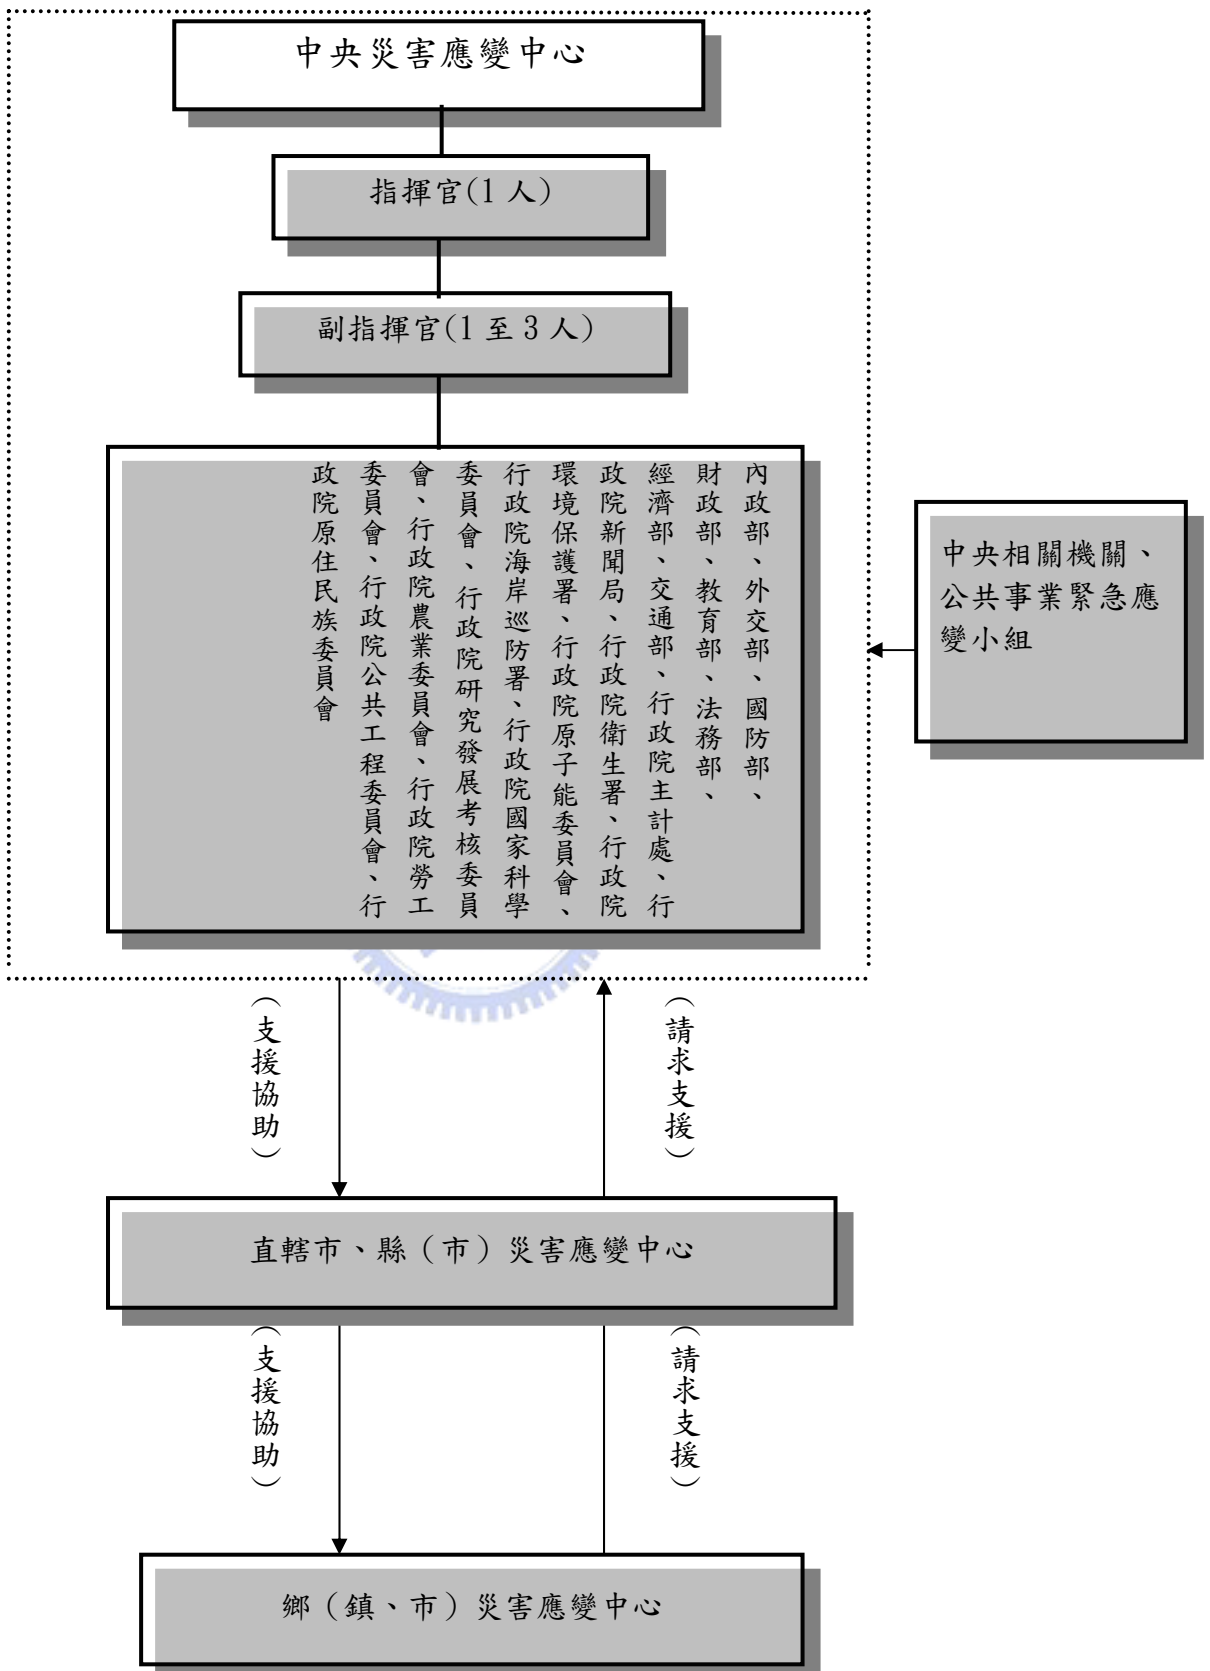 中央災害應變中心
指揮官(1人)
副指揮官(1至3人)
內政部、外交部、國防部、
財政部、教育部、法務部、
經濟部、交通部、行政院主計處、行
政院新聞局、行政院衛生署、行政院
環境保護署、行政院原子能委員會、
行政院海岸巡防署、行政院國家科學
委員會、行政院研究發展考核委員
會、行政院農業委員會、行政院勞工
委員會、行政院公共工程委員會、行
政院原住民族委員會
中央相關機關、
公共事業緊急應
變小組
(支援協助)
(請求支援)
直轄市、縣(市)災害應變中心
(支援協助)
(請求支援)
鄉(鎮、市)災害應變中心